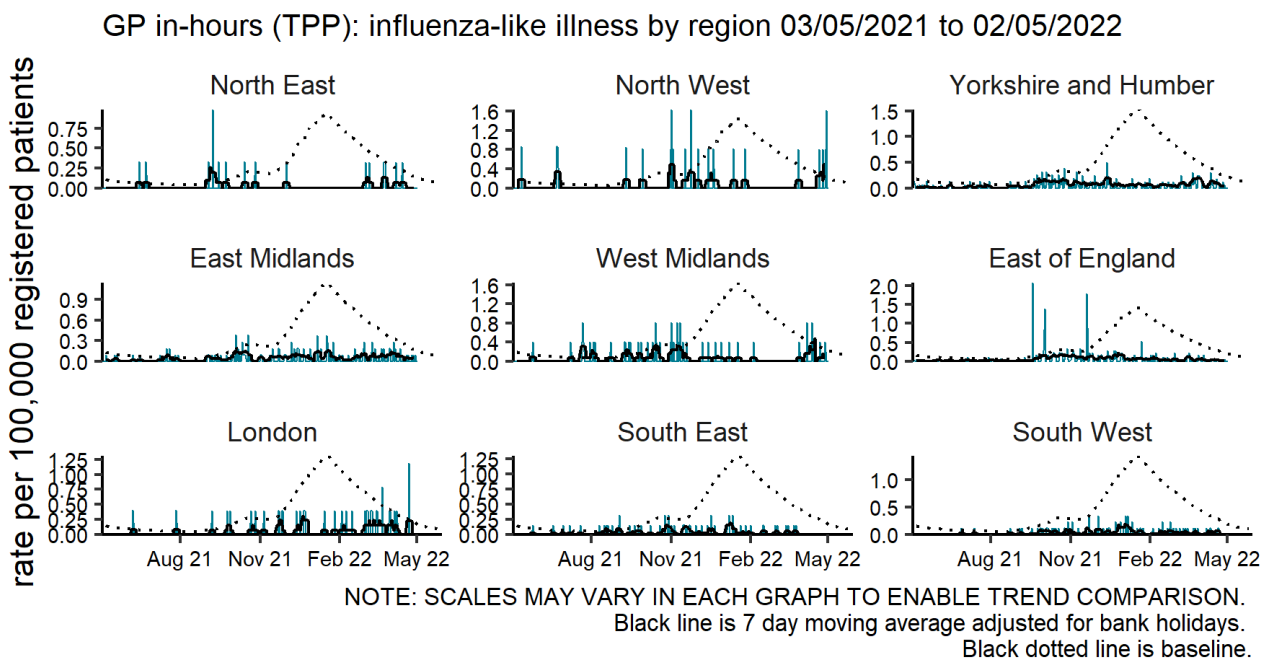 GP in-hours (TPP): influenza-like illness by region 03/05/2021 to 02/05/2022
rate per 100,000 registered patients
North East
0.75
0.50
0.25
0.00
North West
1.6
1.2
0.8
0.4
0.0
Yorkshire and Humber
1.5
1.0
0.5
0.0
East Midlands
0.9
0.6
0.3
0.0
West Midlands
1.6
1.2
0.8
0.4
0.0
East of England
2.0
1.5
1.0
0.5
0.0
London
1.25
1.00
0.75
0.50
0.25
0.00
Aug 21 Nov 21 Feb 22 May 22
South East
1.25
1.00
0.75
0.50
0.25
0.00
Aug 21 Nov 21 Feb 22 May 22
South West
1.0
0.5
0.0
Aug 21 Nov 21 Feb 22 May 22
NOTE: SCALES MAY VARY IN EACH GRAPH TO ENABLE TREND COMPARISON.
Black line is 7 day moving average adjusted for bank holidays.
Black dotted line is baseline.